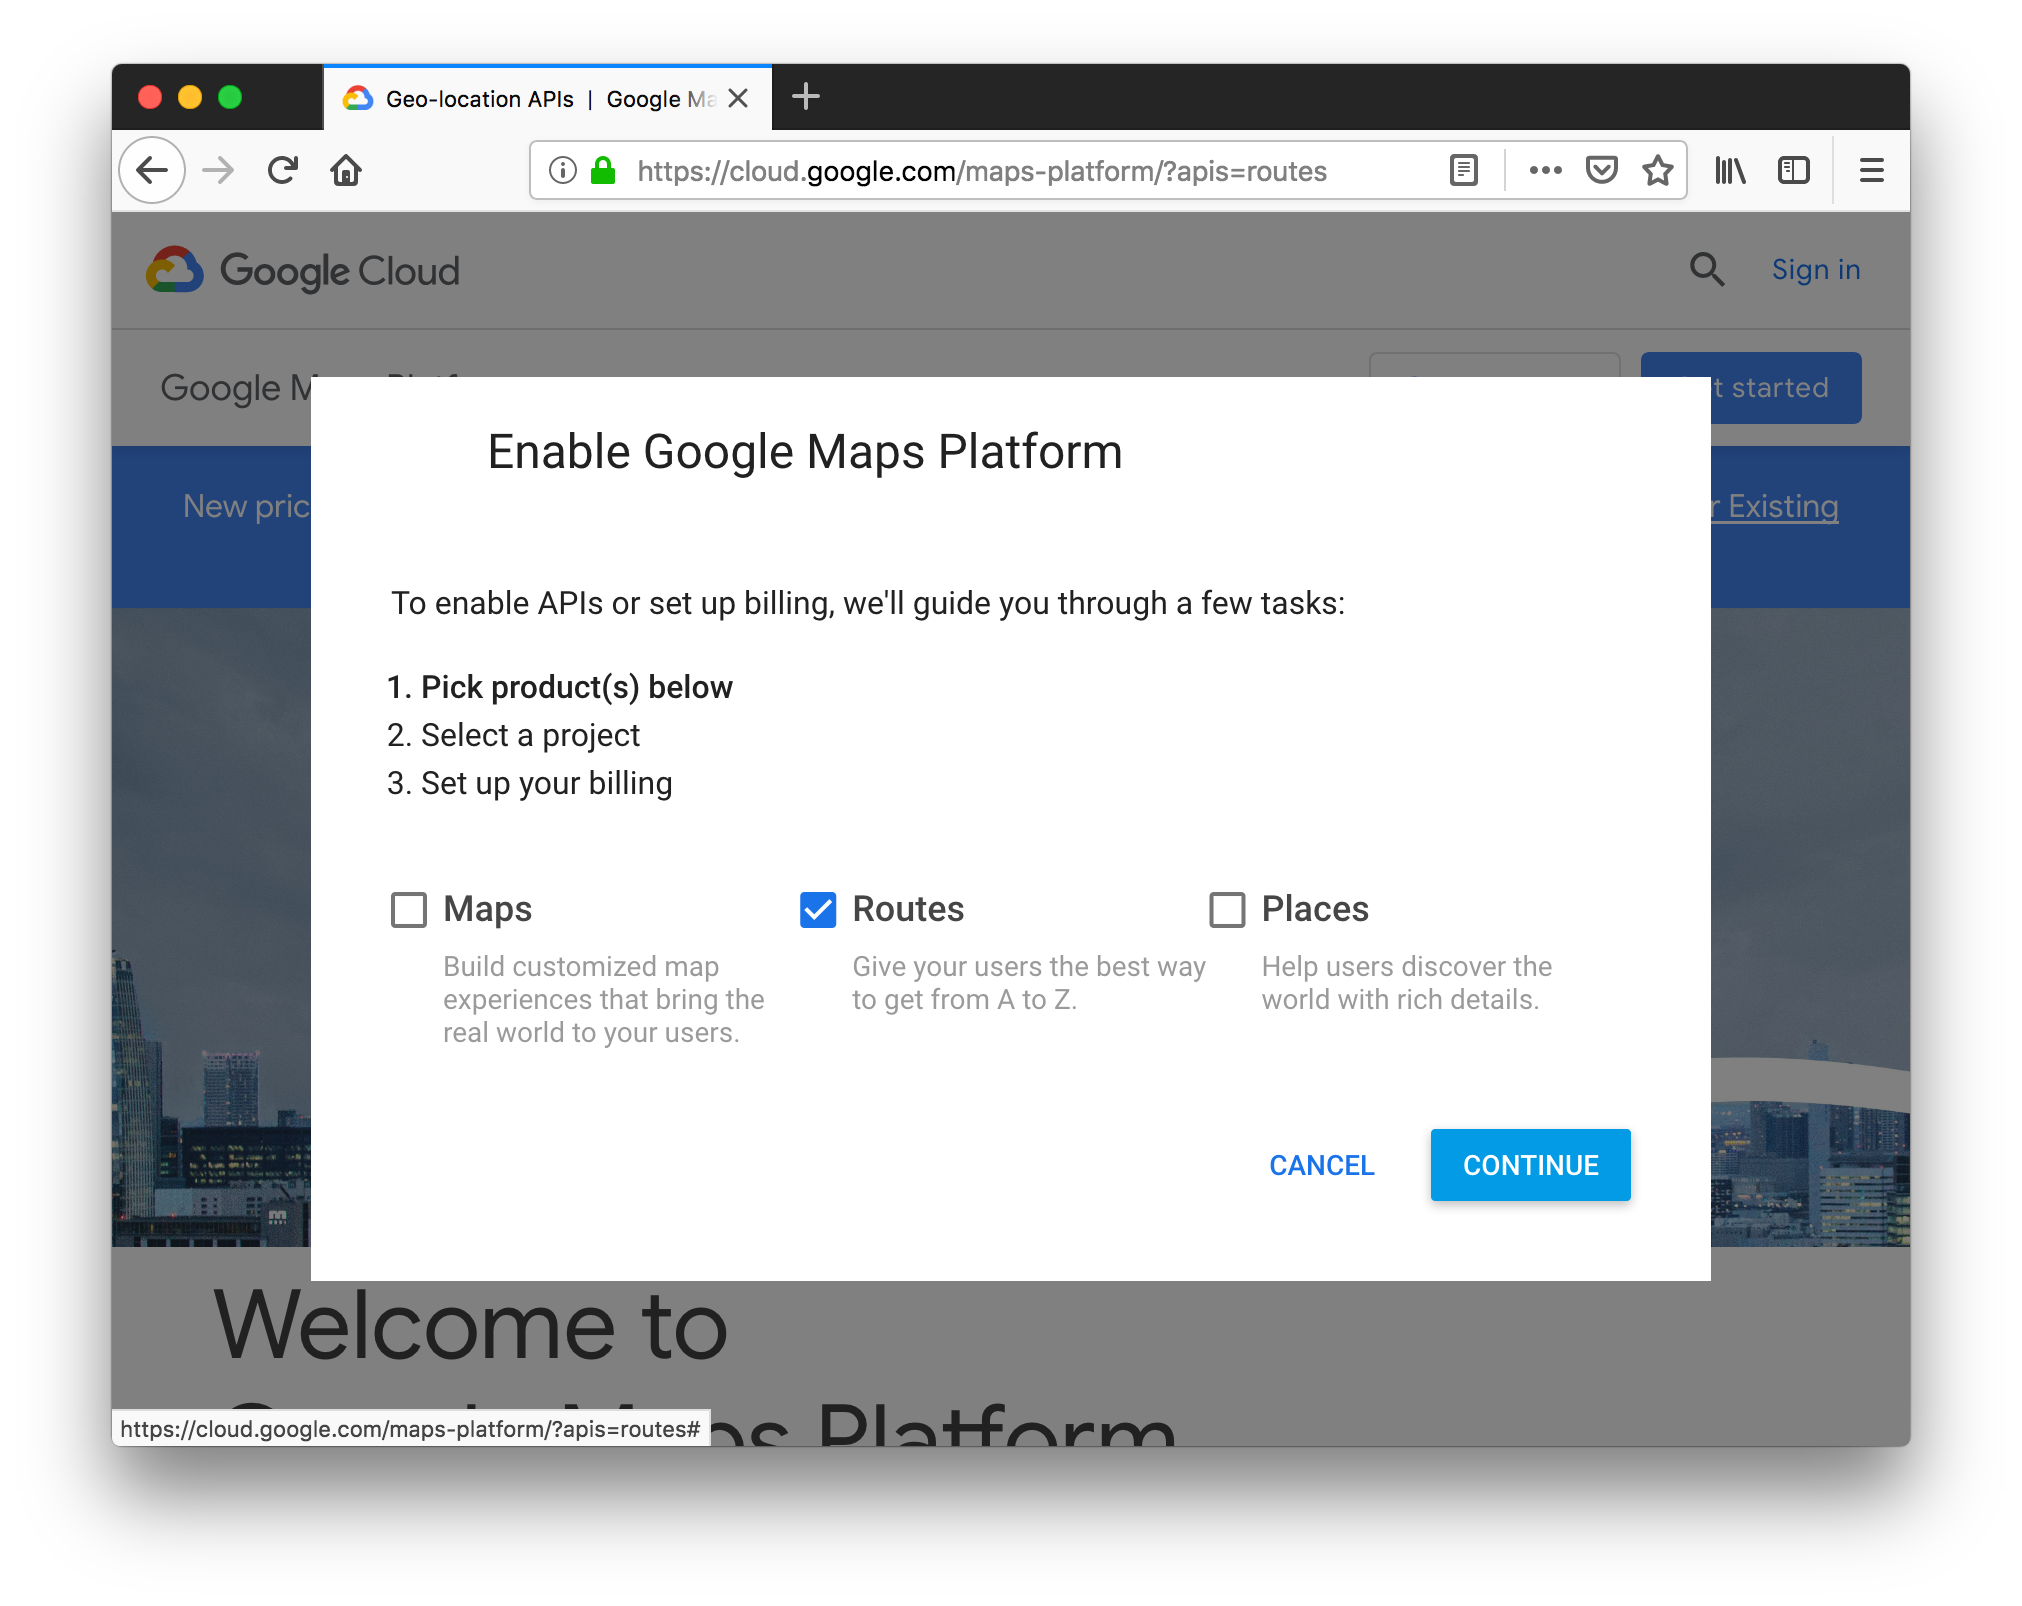 Geo-location APIs | Google Ma
https://cloud.google.com/maps-platform/?apis=routes
Google Cloud
Sign in
Google M
t started
New pric
r Existing
Enable Google Maps Platform
To enable APIs or set up billing, we'll guide you through a few tasks:
1. Pick product(s) below
2. Select a project
3. Set up your billing
Maps
Build customized map
experiences that bring the
real world to your users.
Routes
Give your users the best way
to get from A to Z.
Places
Help users discover the
world with rich details.
CANCEL
CONTINUE
Welcome to
Platform
https://cloud.google.com/maps-platform/?apis=routes#